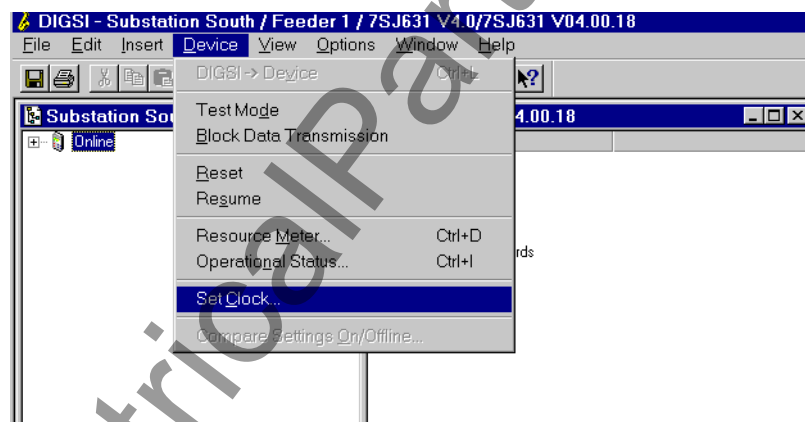 DIGSI - Substation South / Feeder 1 / 7SJ631 V4.0/7SJ631 V04.00.18
File Edit Insert Device View Options Window Help
DIGSI -> Device Ctrl+L
Test Mode
Block Data Transmission
Reset
Resume
Resource Meter... Ctrl+D
Operational Status... Ctrl+I
Set Clock...
Compare Settings On/Offline...
Substation Sou 4.00.18
Online
rds
tricalPar